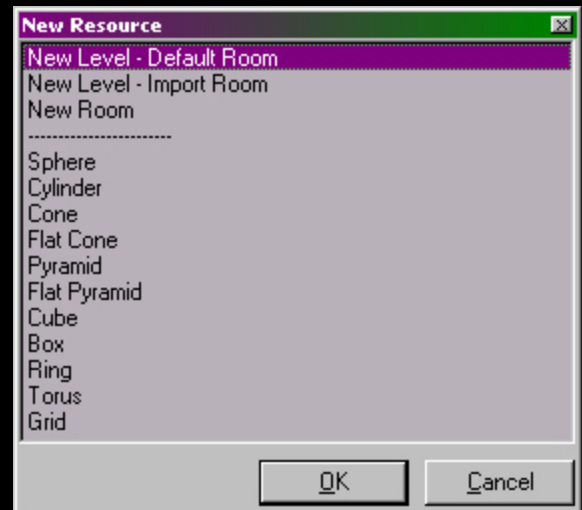 New Resource
New Level - Default Room
New Level - Import Room
New Room
------------------------
Sphere
Cylinder
Cone
Flat Cone
Pyramid
Flat Pyramid
Cube
Box
Ring
Torus
Grid
OK
Cancel